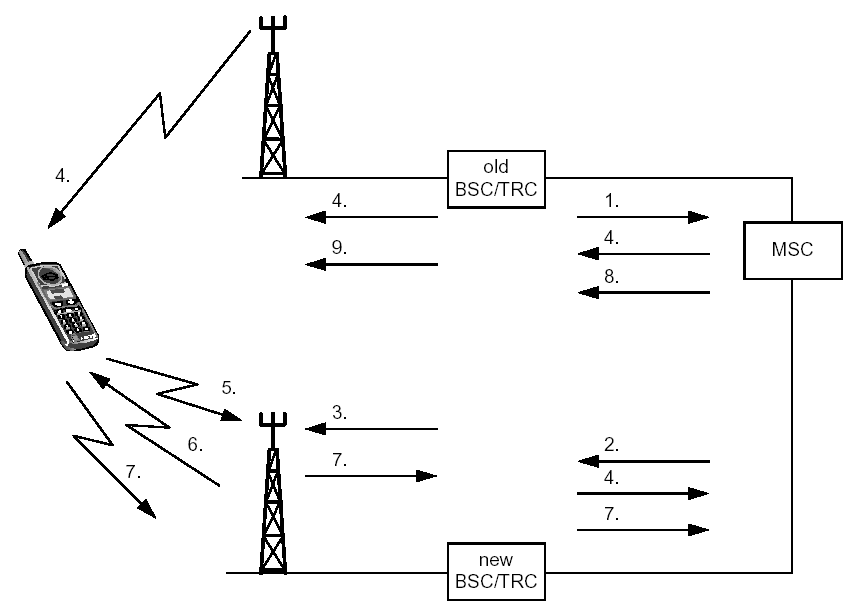 4.
old
BSC/TRC
4.
1.
9.
4.
MSC
8.
5.
3.
6.
2.
7.
7.
4.
7.
new
BSC/TRC